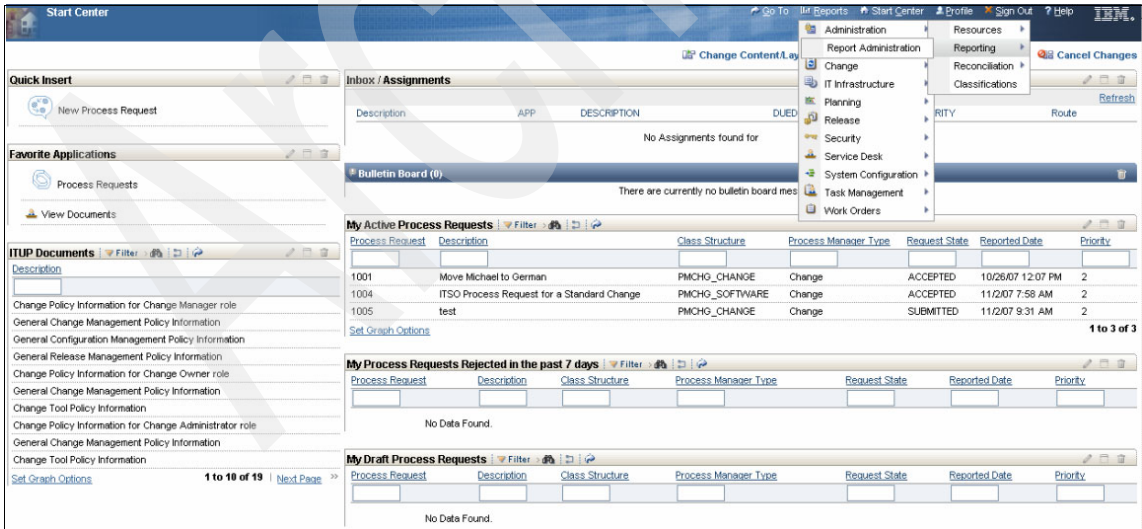 Start Center
Go To Reports Start Center Profile Sign Out ? Help IBM.
Change Content/Lay
Cancel Changes
Administration
Report Administration
Change
IT Infrastructure
Planning
Release
Security
Service Desk
System Configuration
Task Management
Work Orders
Resources
Reporting
Reconciliation
Classifications
Quick Insert
New Process Request
Favorite Applications
Process Requests
View Documents
ITUP Documents Filter
Description
Change Policy Information for Change Manager role
General Change Management Policy Information
General Configuration Management Policy Information
General Release Management Policy Information
Change Policy Information for Change Owner role
General Change Management Policy Information
Change Tool Policy Information
Change Policy Information for Change Administrator role
General Change Management Policy Information
Change Tool Policy Information
Set Graph Options 1 to 10 of 19 Next Page
Inbox / Assignments
Refresh
Description APP DESCRIPTION DUED RITY Route
No Assignments found for
Bulletin Board (0)
There are currently no bulletin board mes
My Active Process Requests Filter
Process Request Description Class Structure Process Manager Type Request State Reported Date Priority
1001 Move Michael to German PMCHG_CHANGE Change ACCEPTED 10/26/07 12:07 PM 2
1004 ITSO Process Request for a Standard Change PMCHG_SOFTWARE Change ACCEPTED 11/2/07 7:58 AM 2
1005 test PMCHG_CHANGE Change SUBMITTED 11/2/07 9:31 AM 2
Set Graph Options 1 to 3 of 3
My Process Requests Rejected in the past 7 days Filter
Process Request Description Class Structure Process Manager Type Request State Reported Date Priority
No Data Found.
My Draft Process Requests Filter
Process Request Description Class Structure Process Manager Type Request State Reported Date Priority
No Data Found.